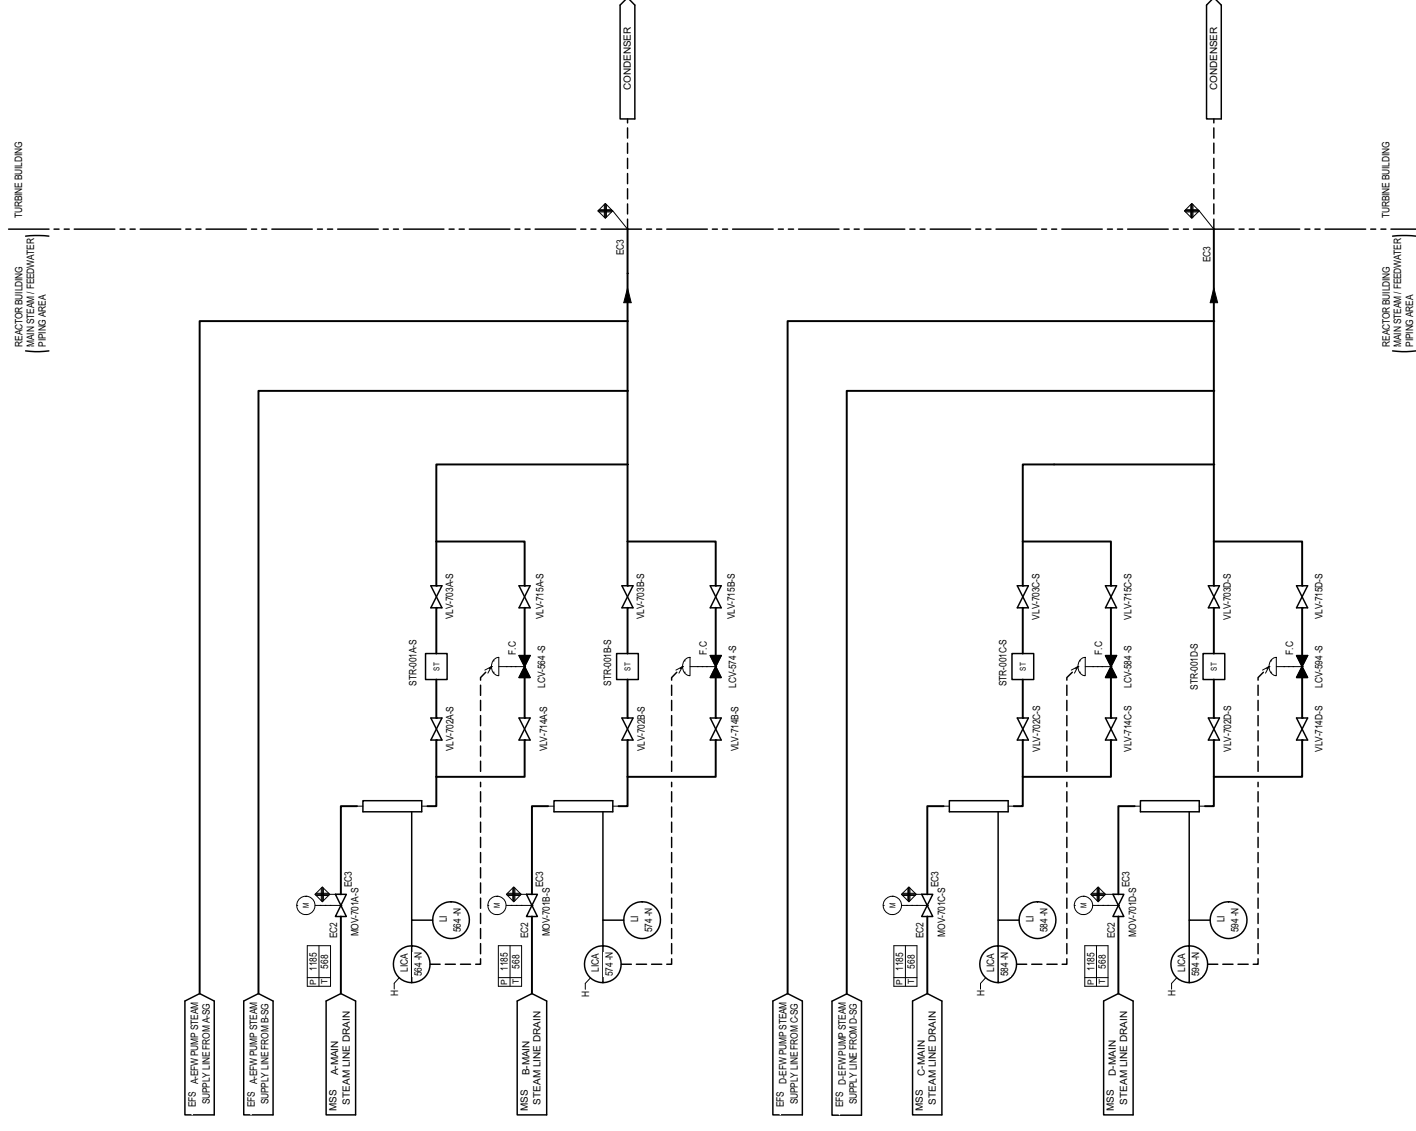 TURBINE BUILDING
REACTOR BUILDING
MAIN STEAM / FEEDWATER
PIPING AREA
CONDENSER
EC3
EFS A-EFW PUMP STEAM
SUPPLY LINE FROM A-SG
EFS A-EFW PUMP STEAM
SUPPLY LINE FROM B-SG
MSS A-MAIN
STEAM LINE DRAIN
P 1185
T 568
M
EC2
EC3
MOV-701A-S
H
LICA
564-N
LI
564-N
VLV-702A-S
STR-001A-S
ST
VLV-703A-S
VLV-714A-S
LCV-564-S
F.C
VLV-715A-S
MSS B-MAIN
STEAM LINE DRAIN
P 1185
T 568
M
EC2
EC3
MOV-701B-S
H
LICA
574-N
LI
574-N
VLV-702B-S
STR-001B-S
ST
VLV-703B-S
VLV-714B-S
LCV-574-S
F.C
VLV-715B-S
CONDENSER
EC3
EFS D-EFW PUMP STEAM
SUPPLY LINE FROM C-SG
EFS D-EFW PUMP STEAM
SUPPLY LINE FROM D-SG
MSS C-MAIN
STEAM LINE DRAIN
P 1185
T 568
M
EC2
EC3
MOV-701C-S
H
LICA
584-N
LI
584-N
VLV-702C-S
STR-001C-S
ST
VLV-703C-S
VLV-714C-S
LCV-584-S
F.C
VLV-715C-S
MSS D-MAIN
STEAM LINE DRAIN
P 1185
T 568
M
EC2
EC3
MOV-701D-S
H
LICA
594-N
LI
594-N
VLV-702D-S
STR-001D-S
ST
VLV-703D-S
VLV-714D-S
LCV-594-S
F.C
VLV-715D-S
TURBINE BUILDING
REACTOR BUILDING
MAIN STEAM / FEEDWATER
PIPING AREA